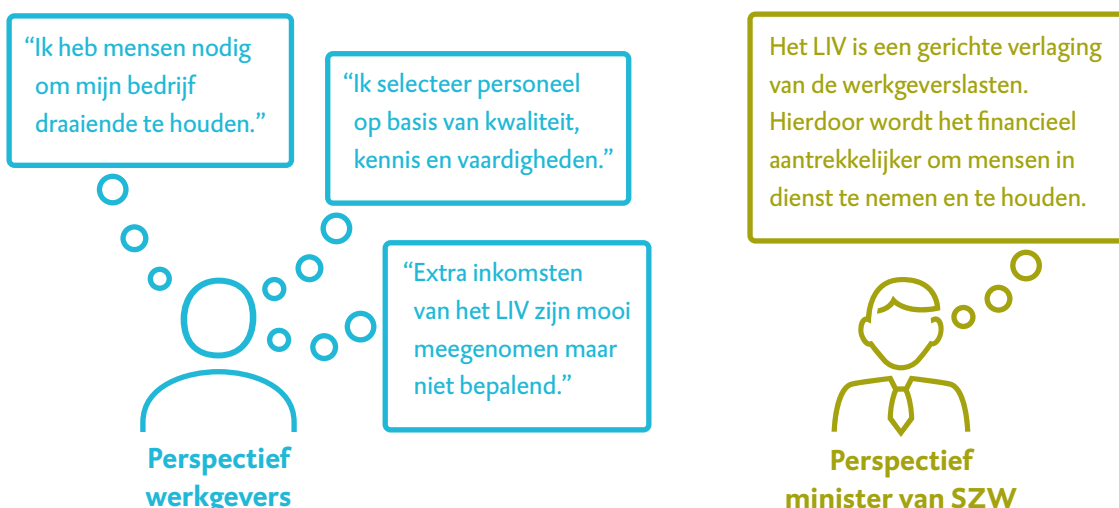 “Ik heb mensen nodig
om mijn bedrijf
draaiende te houden.”
“Ik selecteer personeel
op basis van kwaliteit,
kennis en vaardigheden.”
“Extra inkomsten
van het LIV zijn mooi
meegenomen maar
niet bepalend.”
Perspectief
werkgevers
Het LIV is een gerichte verlaging
van de werkgeverslasten.
Hierdoor wordt het financieel
aantrekkelijker om mensen in
dienst te nemen en te houden.
Perspectief
minister van SZW